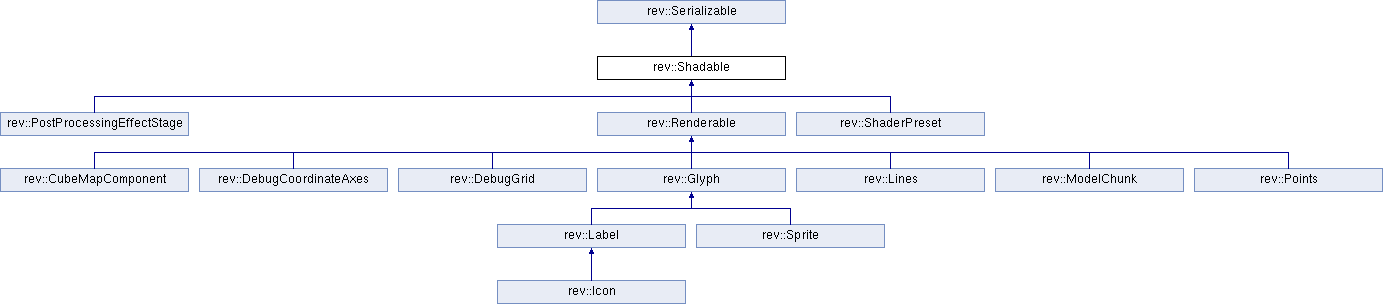 rev::Serializable
rev::Shadable
rev::PostProcessingEffectStage
rev::Renderable
rev::ShaderPreset
rev::CubeMapComponent
rev::DebugCoordinateAxes
rev::DebugGrid
rev::Glyph
rev::Lines
rev::ModelChunk
rev::Points
rev::Label
rev::Sprite
rev::Icon